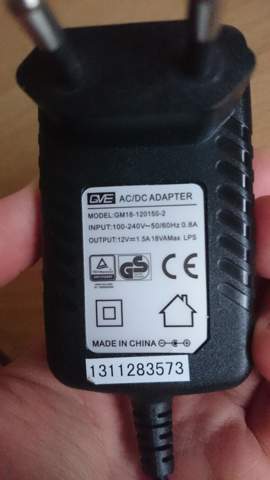 DVE AC/DC ADAPTER
MODEL:GM18-120150-2
INPUT:100-240V~50/60Hz 0.8A
OUTPUT:12V⎓1.5A 18VAMax LPS
GS CE
MADE IN CHINA
1311283573